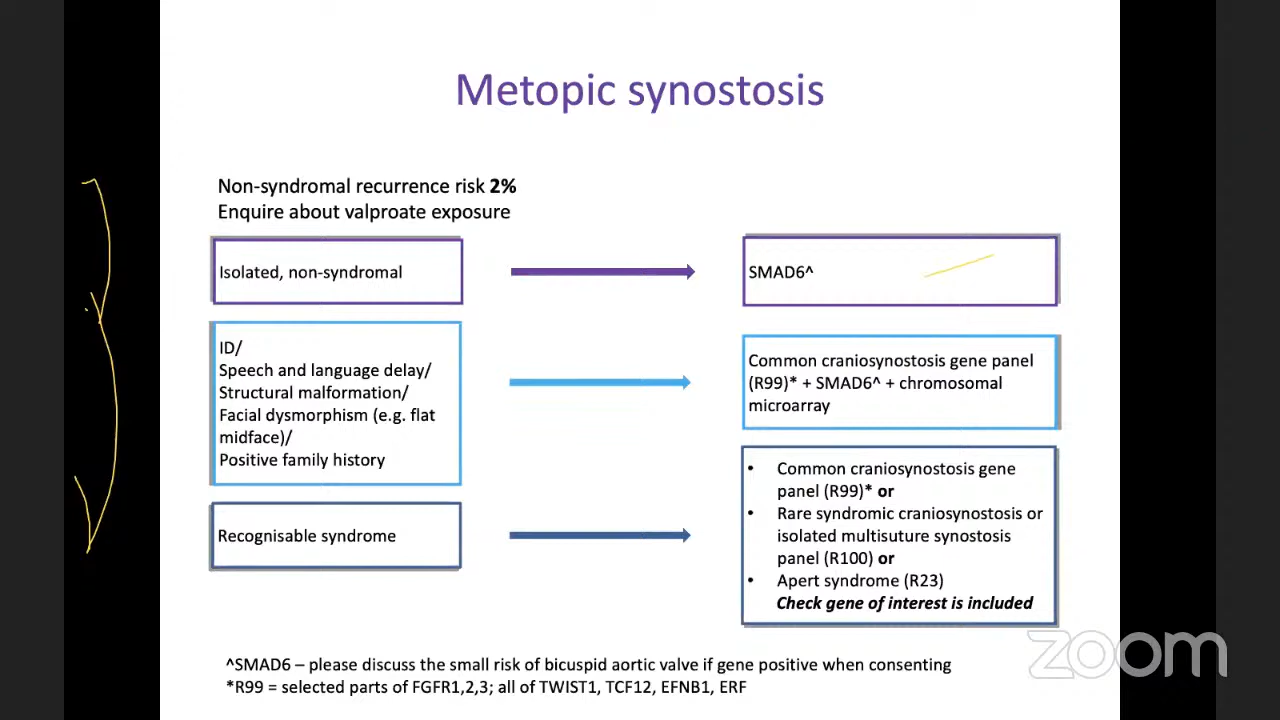 Metopic synostosis
Non-syndromal recurrence risk 2%
Enquire about valproate exposure
Isolated, non-syndromal
SMAD6^
ID/
Speech and language delay/
Structural malformation/
Facial dysmorphism (e.g. flat
midface)/
Positive family history
Common craniosynostosis gene panel
(R99)* + SMAD6^ + chromosomal
microarray
Recognisable syndrome
• Common craniosynostosis gene
panel (R99)* or
• Rare syndromic craniosynostosis or
isolated multisuture synostosis
panel (R100) or
• Apert syndrome (R23)
Check gene of interest is included
^SMAD6 – please discuss the small risk of bicuspid aortic valve if gene positive when consenting
*R99 = selected parts of FGFR1,2,3; all of TWIST1, TCF12, EFNB1, ERF
zoom